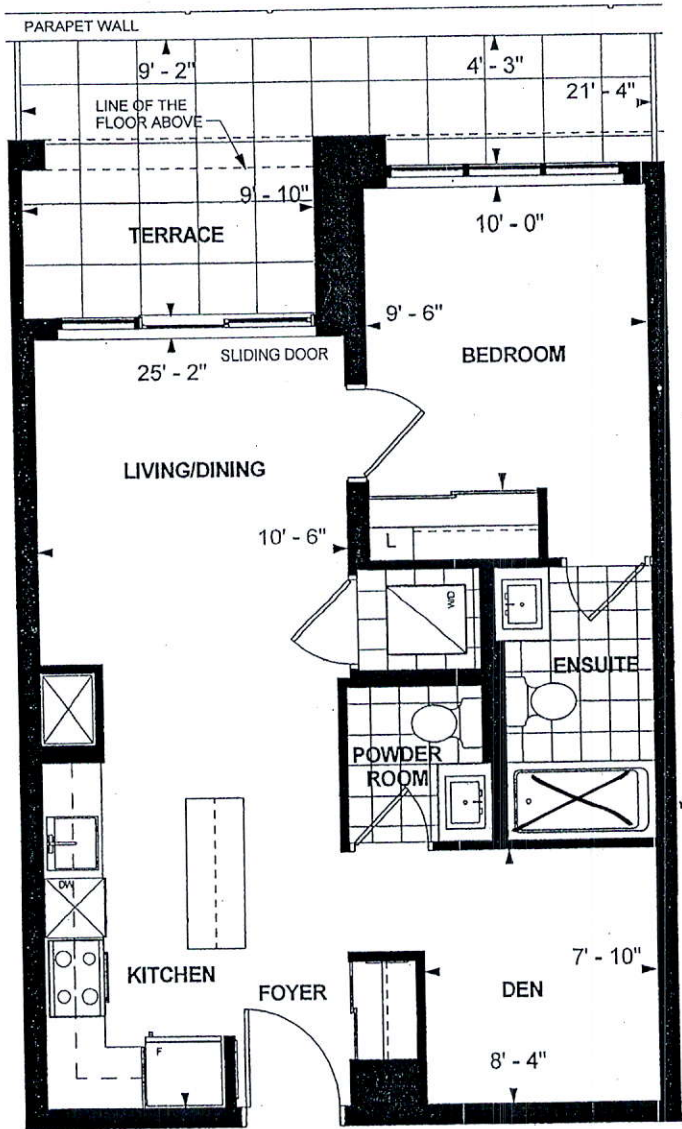 PARAPET WALL
9' - 2"
4' - 3"
21' - 4"
LINE OF THE
FLOOR ABOVE
9' - 10"
TERRACE
10' - 0"
9' - 6"
SLIDING DOOR
BEDROOM
25' - 2"
LIVING/DINING
10' - 6"
L
W/D
ENSUITE
POWDER
ROOM
DW
7' - 10"
KITCHEN
FOYER
DEN
F
8' - 4"